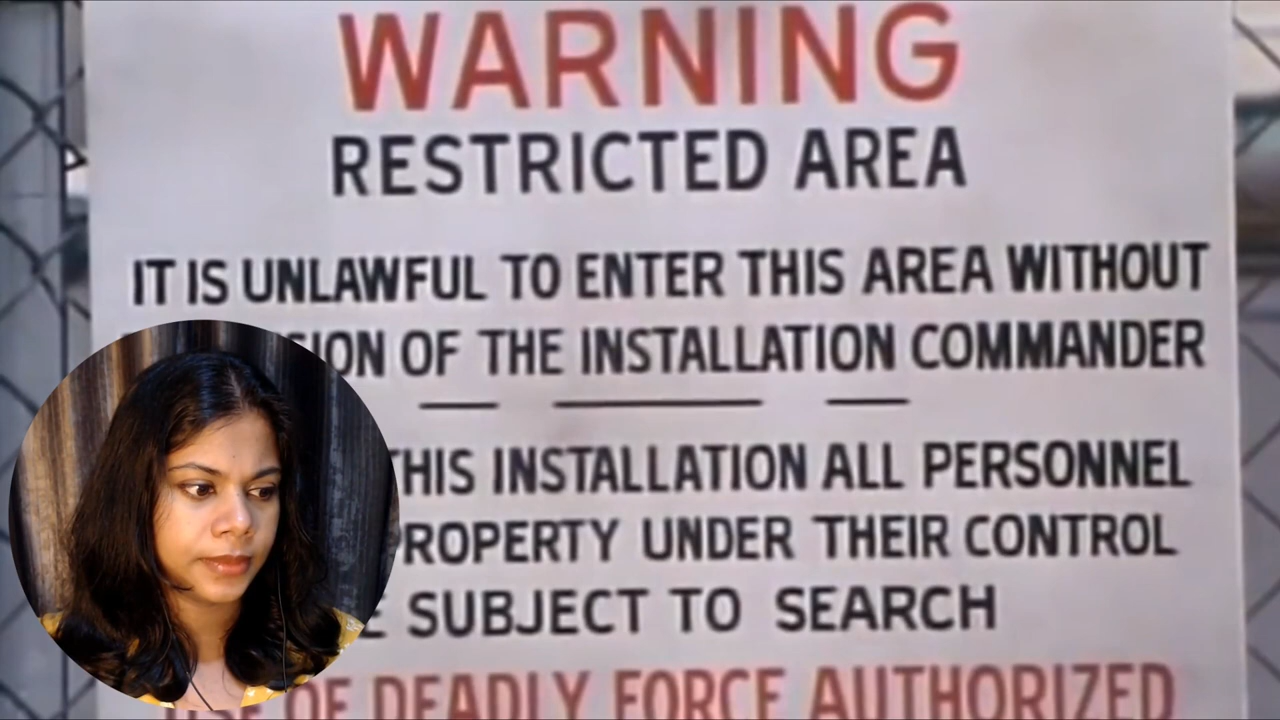 WARNING
RESTRICTED AREA
IT IS UNLAWFUL TO ENTER THIS AREA WITHOUT
OF THE INSTALLATION COMMANDER
THIS INSTALLATION ALL PERSONNEL
PROPERTY UNDER THEIR CONTROL
SUBJECT TO SEARCH
USE OF DEADLY FORCE AUTHORIZED